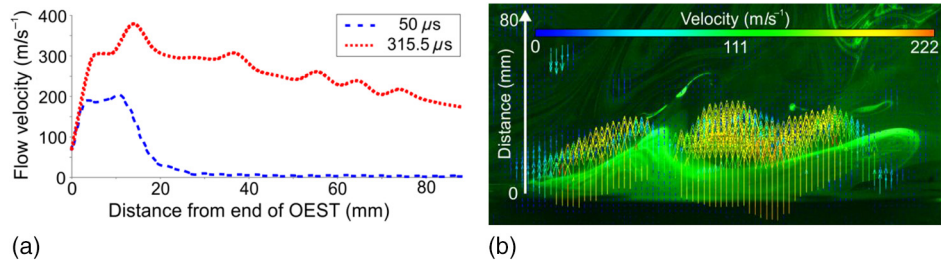 400
300
200
100
0
Flow velocity (m/s⁻¹)
50 µs
315.5 µs
0 20 40 60 80
Distance from end of OEST (mm)
(a)
80
Distance (mm)
0
Velocity (m/s⁻¹)
0 111 222
(b)